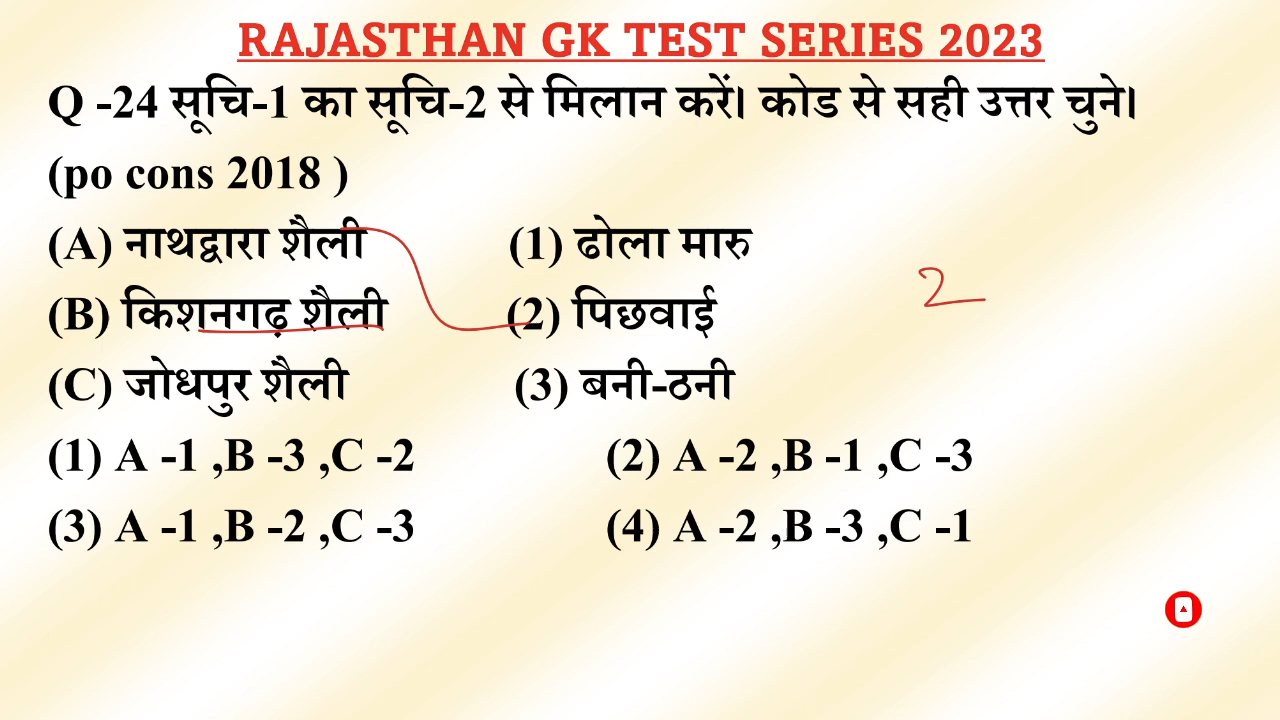 RAJASTHAN GK TEST SERIES 2023
Q -24 सूचि-1 का सूचि-2 से मिलान करें। कोड से सही उत्तर चुने।
(po cons 2018 )
(A) नाथद्वारा शैली (1) ढोला मारु
(B) किशनगढ़ शैली (2) पिछवाई
2
(C) जोधपुर शैली (3) बनी-ठनी
(1) A -1 ,B -3 ,C -2 (2) A -2 ,B -1 ,C -3
(3) A -1 ,B -2 ,C -3 (4) A -2 ,B -3 ,C -1